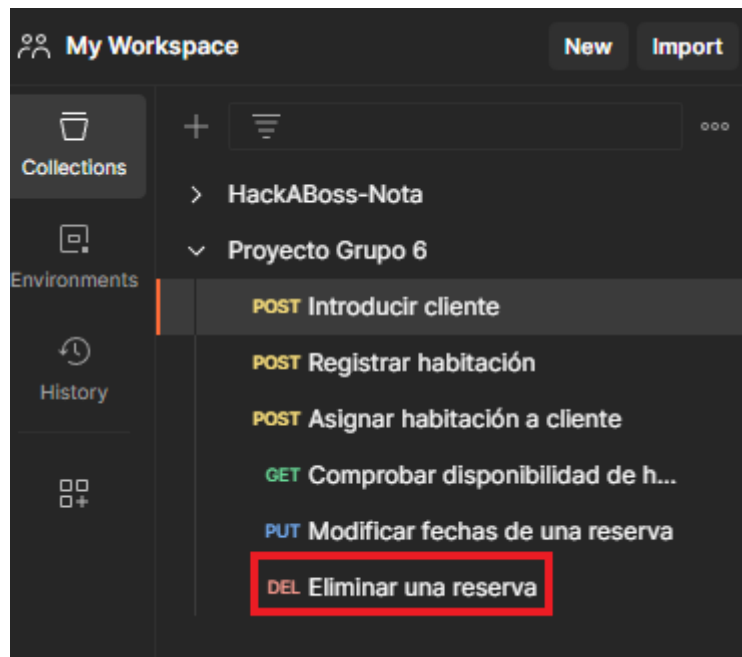 My Workspace
New
Import
Collections
HackABoss-Nota
Proyecto Grupo 6
Environments
POST Introducir cliente
POST Registrar habitación
History
POST Asignar habitación a cliente
GET Comprobar disponibilidad de h...
PUT Modificar fechas de una reserva
DEL Eliminar una reserva